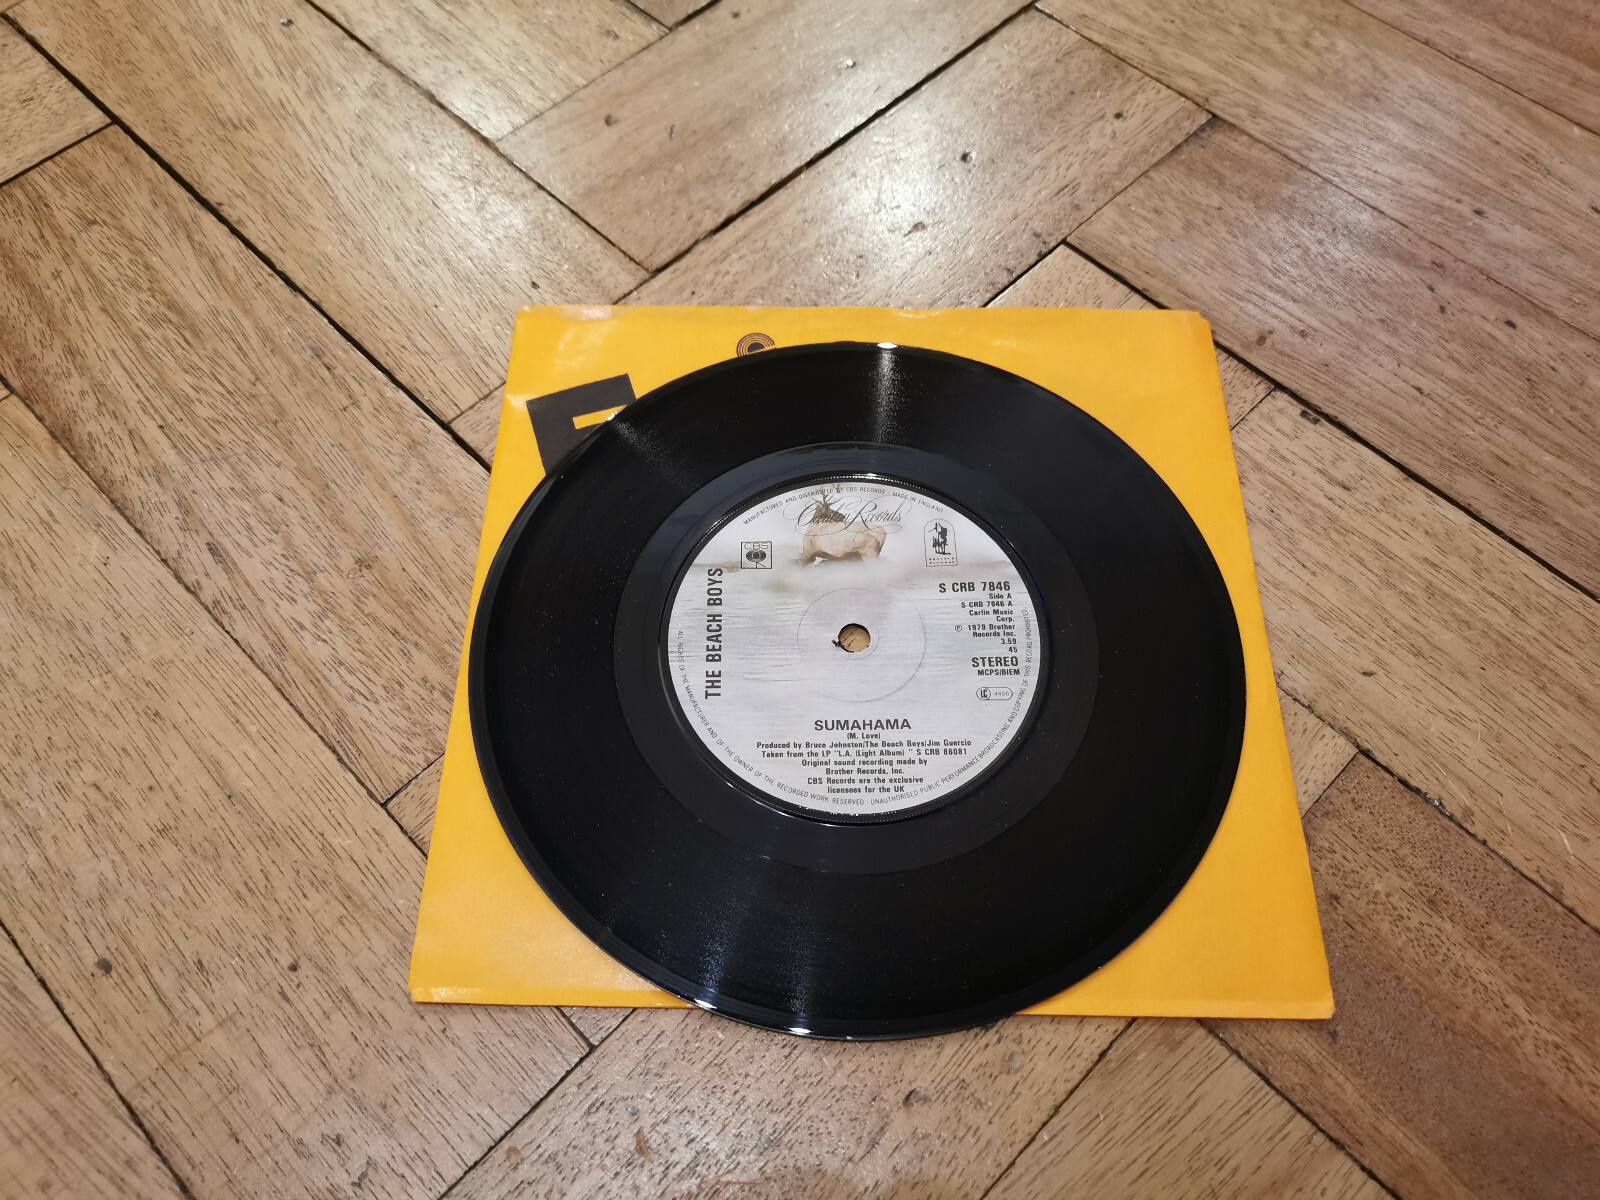 MANUFACTURED AND DISTRIBUTED BY CBS RECORDS · MADE IN ENGLAND
Caribou Records
CBS
BROTHER
RECORDS
THE BEACH BOYS
S CRB 7846
Side A
S CRB 7846 A
Carlin Music
Corp.
℗ 1979 Brother
Records Inc.
3.59
45
STEREO
MCPS/BIEM
LC 4456
SUMAHAMA
(M. Love)
Produced by Bruce Johnston/The Beach Boys/Jim Guercio
Taken from the LP "L.A. (Light Album) " S CRB 86081
Original sound recording made by
Brother Records, Inc.
CBS Records are the exclusive
licensees for the UK
ALL RIGHTS OF THE MANUFACTURER AND OF THE OWNER OF THE RECORDED WORK RESERVED · UNAUTHORISED PUBLIC PERFORMANCE BROADCASTING AND COPYING OF THIS RECORD PROHIBITED